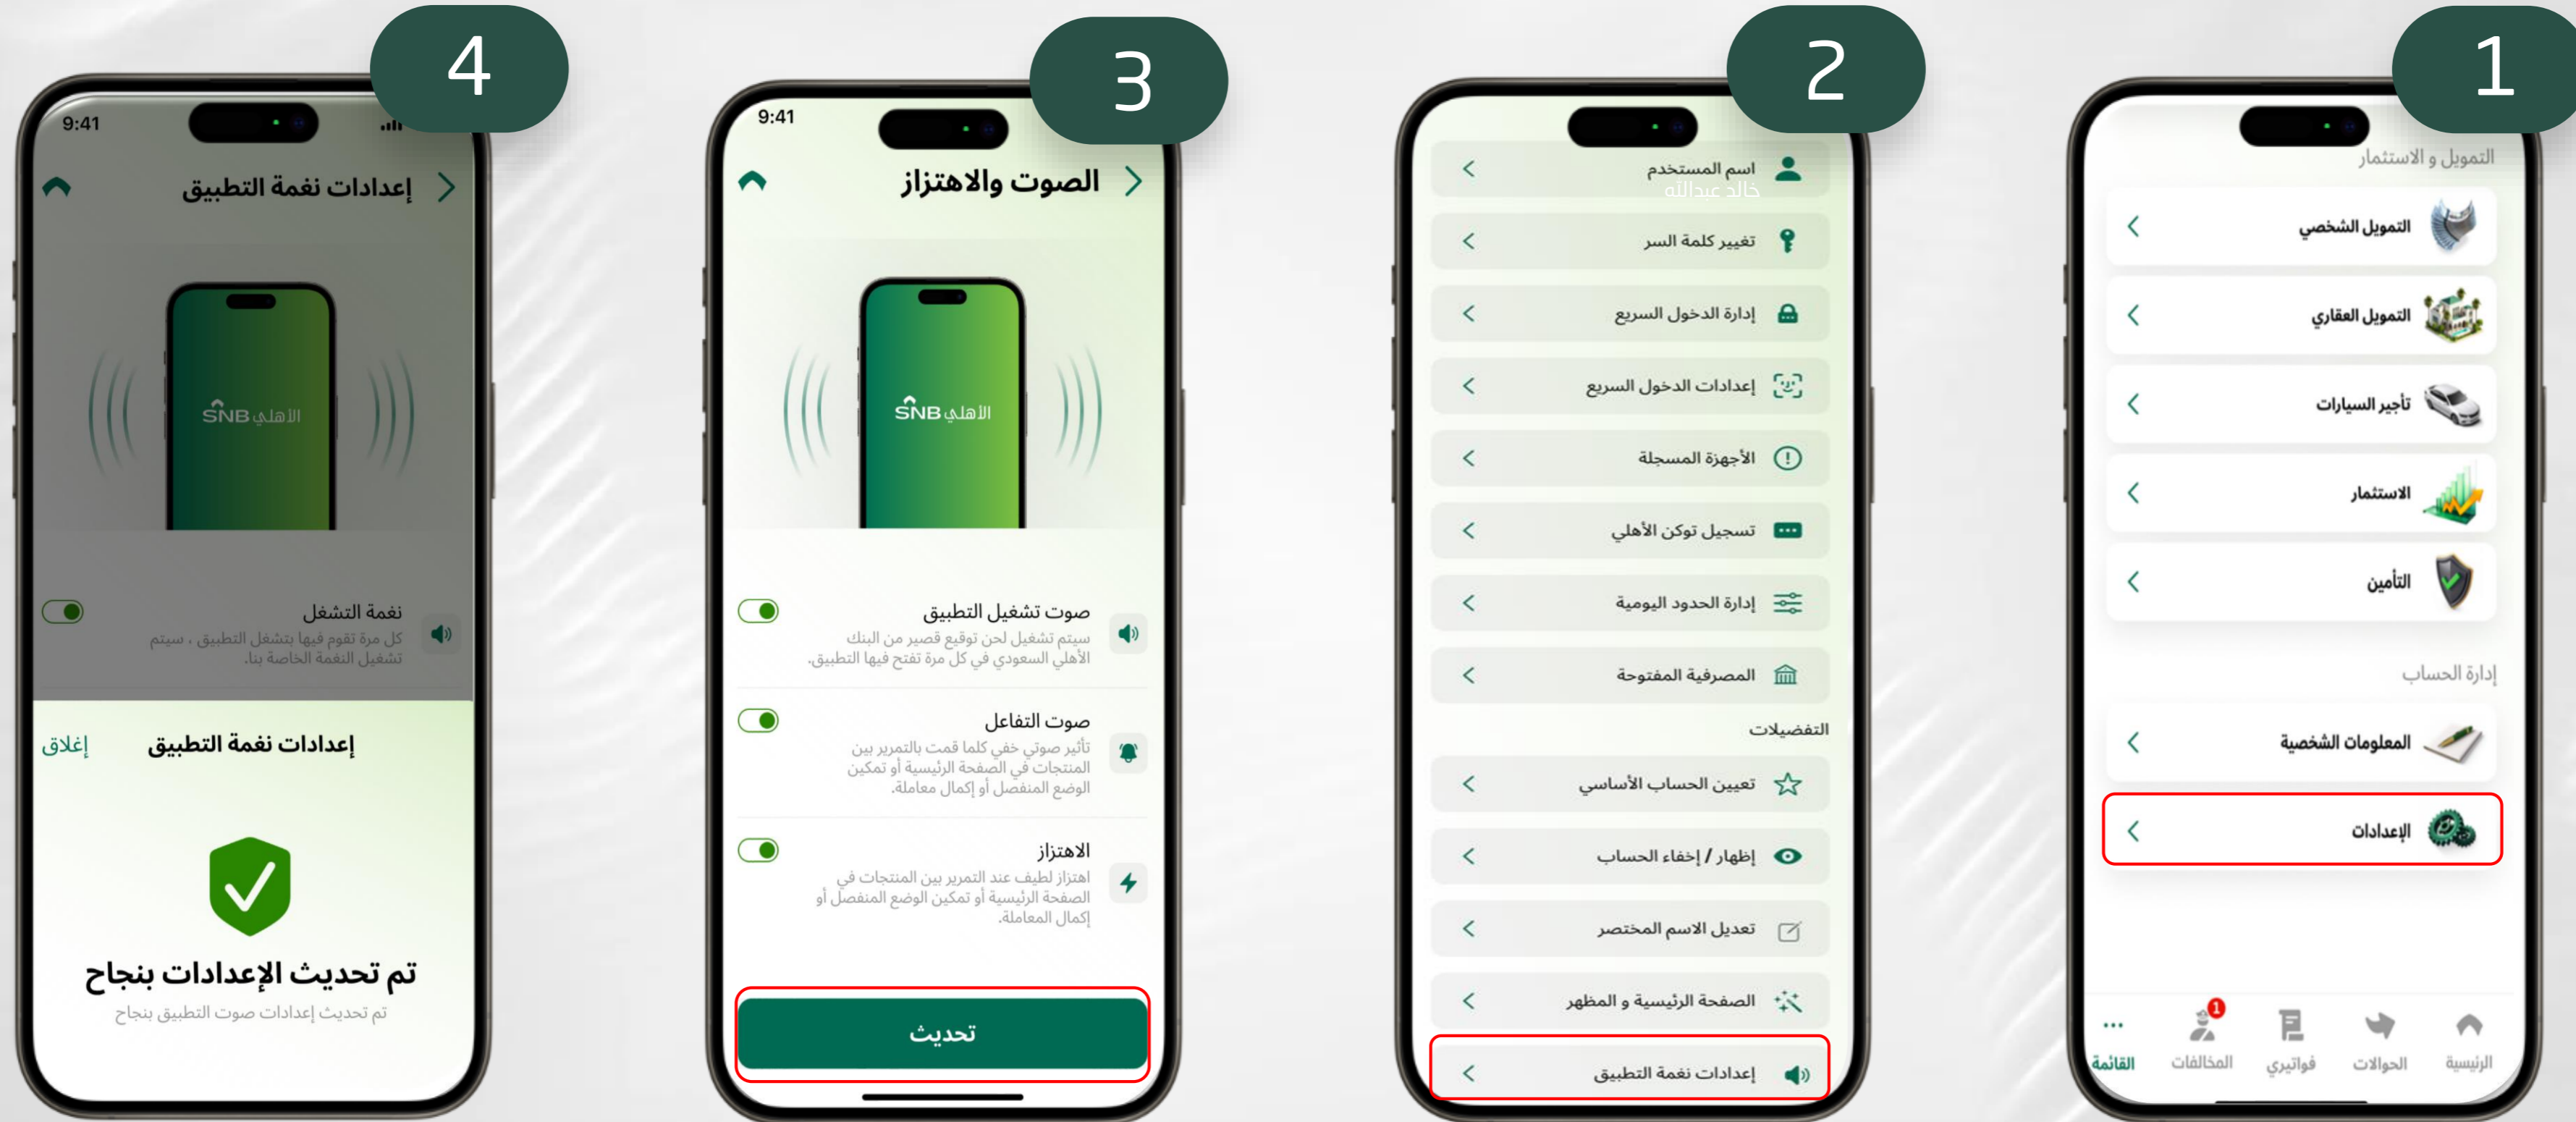 1
التمويل و الاستثمار
التمويل الشخصي
التمويل العقاري
تأجير السيارات
الاستثمار
التأمين
إدارة الحساب
المعلومات الشخصية
الإعدادات
1
الرئيسية
الحوالات
فواتيري
المخالفات
القائمة
2
اسم المستخدم
خالد عبدالله
تغيير كلمة السر
إدارة الدخول السريع
إعدادات الدخول السريع
الأجهزة المسجلة
تسجيل توكن الأهلي
إدارة الحدود اليومية
المصرفية المفتوحة
التفضيلات
تعيين الحساب الأساسي
إظهار / إخفاء الحساب
تعديل الاسم المختصر
الصفحة الرئيسية و المظهر
إعدادات نغمة التطبيق
3
9:41
الصوت والاهتزاز
الأهلي SNB
صوت تشغيل التطبيق
سيتم تشغيل لحن توقيع قصير من البنك
الأهلي السعودي في كل مرة تفتح فيها التطبيق.
صوت التفاعل
تأثير صوتي خفي كلما قمت بالتمرير بين
المنتجات في الصفحة الرئيسية أو تمكين
الوضع المنفصل أو إكمال معاملة.
الاهتزاز
اهتزاز لطيف عند التمرير بين المنتجات في
الصفحة الرئيسية أو تمكين الوضع المنفصل أو
إكمال المعاملة.
تحديث
4
9:41
إعدادات نغمة التطبيق
الأهلي SNB
نغمة التشغل
كل مرة تقوم فيها بتشغل التطبيق ، سيتم
تشغيل النغمة الخاصة بنا.
إعدادات نغمة التطبيق
إغلاق
تم تحديث الإعدادات بنجاح
تم تحديث إعدادات صوت التطبيق بنجاح